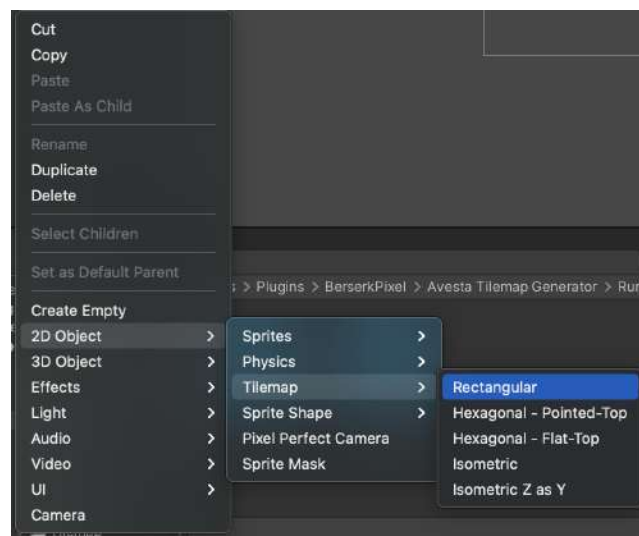 Cut
Copy
Paste
Paste As Child
Rename
Duplicate
Delete
Select Children
Set as Default Parent
Create Empty
2D Object
3D Object
Effects
Light
Audio
Video
UI
Camera
> Plugins > BerserkPixel > Avesta Tilemap Generator > Run
Sprites
Physics
Tilemap
Sprite Shape
Pixel Perfect Camera
Sprite Mask
Rectangular
Hexagonal - Pointed-Top
Hexagonal - Flat-Top
Isometric
Isometric Z as Y